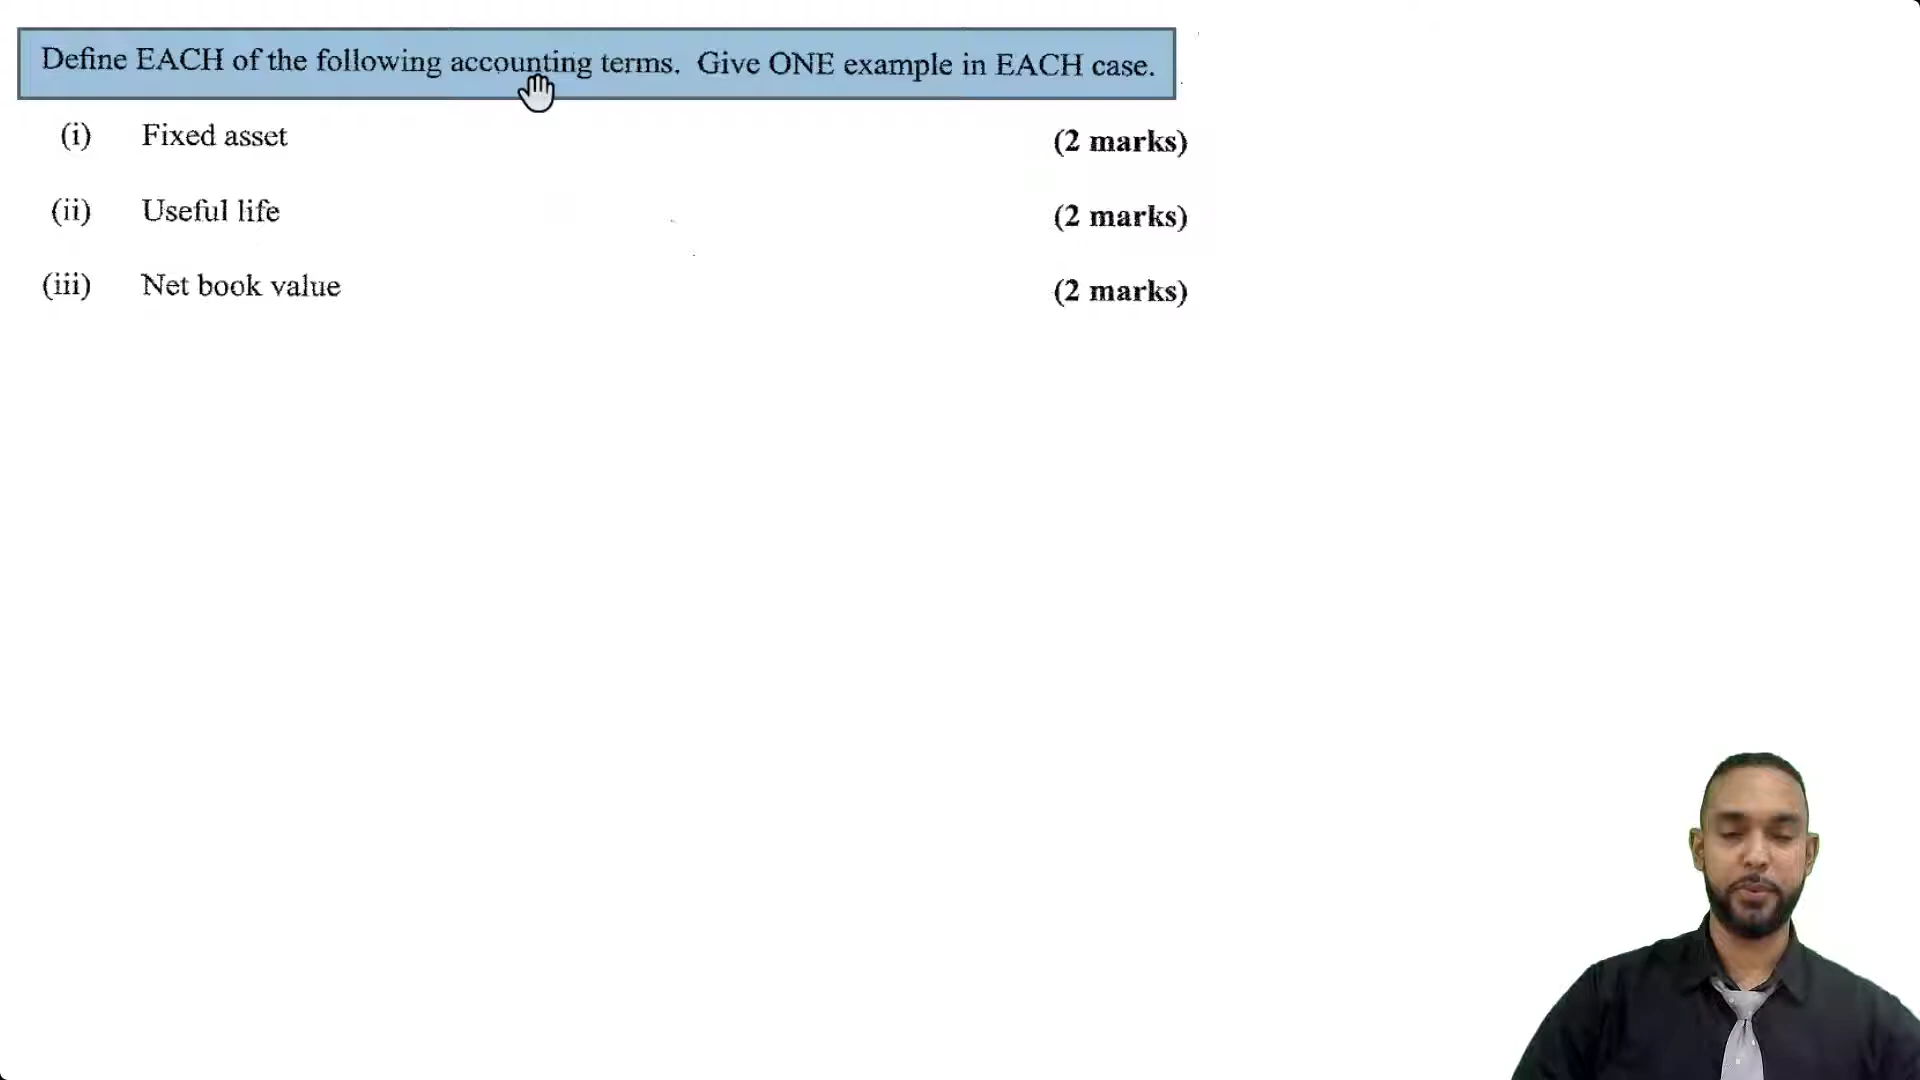 Define EACH of the following accounting terms. Give ONE example in EACH case.
(i) Fixed asset (2 marks)
(ii) Useful life (2 marks)
(iii) Net book value (2 marks)